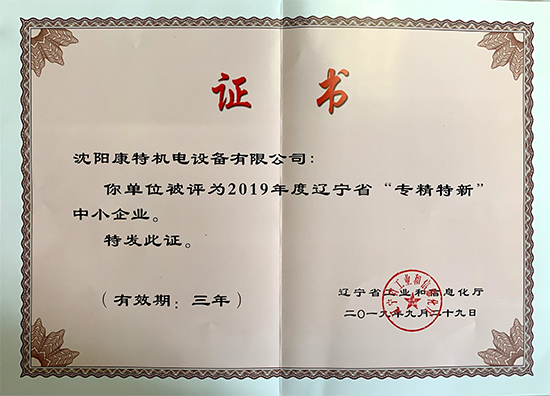 证书
沈阳康特机电设备有限公司：
你单位被评为2019年度辽宁省“专精特新”
中小企业。
特发此证。
（有效期：三年）
辽宁省工业和信息化厅
二〇一九年九月二十九日